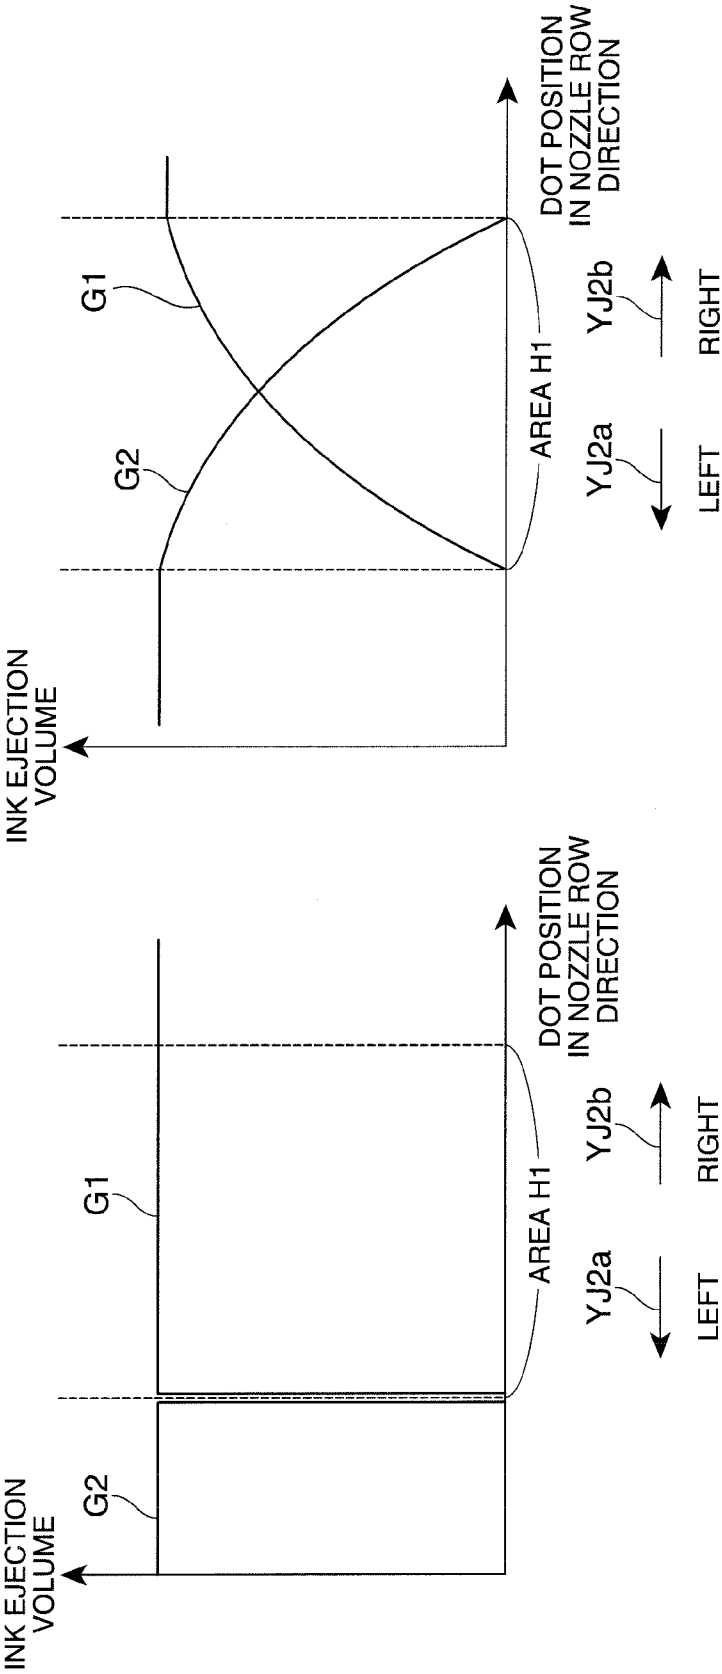 INK EJECTION
VOLUME
G2
G1
AREA H1
DOT POSITION
IN NOZZLE ROW
DIRECTION
YJ2a
YJ2b
LEFT
RIGHT
INK EJECTION
VOLUME
G2
G1
AREA H1
DOT POSITION
IN NOZZLE ROW
DIRECTION
YJ2a
YJ2b
LEFT
RIGHT